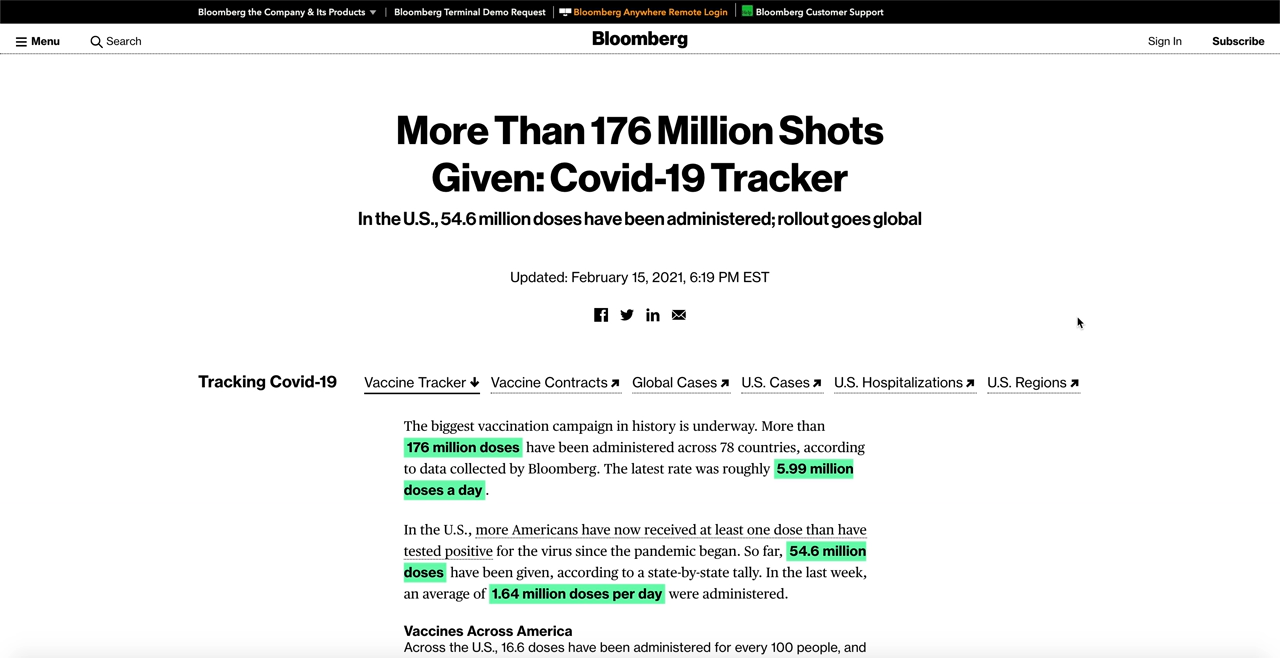 Bloomberg the Company & Its Products
Bloomberg Terminal Demo Request
Bloomberg Anywhere Remote Login
Bloomberg Customer Support
Menu
Search
Bloomberg
Sign In
Subscribe
More Than 176 Million Shots
Given: Covid-19 Tracker
In the U.S., 54.6 million doses have been administered; rollout goes global
Updated: February 15, 2021, 6:19 PM EST
Tracking Covid-19
Vaccine Tracker
Vaccine Contracts
Global Cases
U.S. Cases
U.S. Hospitalizations
U.S. Regions
The biggest vaccination campaign in history is underway. More than
176 million doses have been administered across 78 countries, according
to data collected by Bloomberg. The latest rate was roughly 5.99 million
doses a day.
In the U.S., more Americans have now received at least one dose than have
tested positive for the virus since the pandemic began. So far, 54.6 million
doses have been given, according to a state-by-state tally. In the last week,
an average of 1.64 million doses per day were administered.
Vaccines Across America
Across the U.S., 16.6 doses have been administered for every 100 people, and